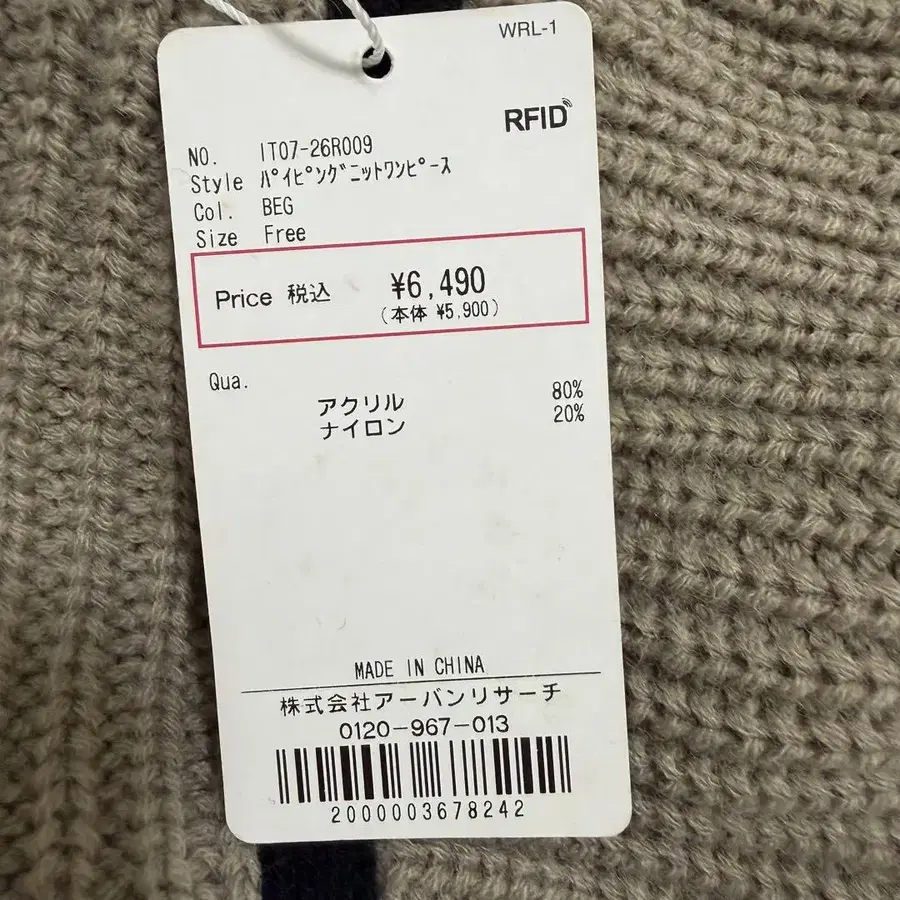 WRL-1
RFID
NO. IT07-26R009
Style ﾊﾟｲﾋﾟﾝｸﾞﾆｯﾄﾜﾝﾋﾟｰｽ
Col. BEG
Size Free
Price 税込 ¥6,490
(本体 ¥5,900)
Qua.
アクリル 80%
ナイロン 20%
MADE IN CHINA
株式会社アーバンリサーチ
0120-967-013
2000003678242